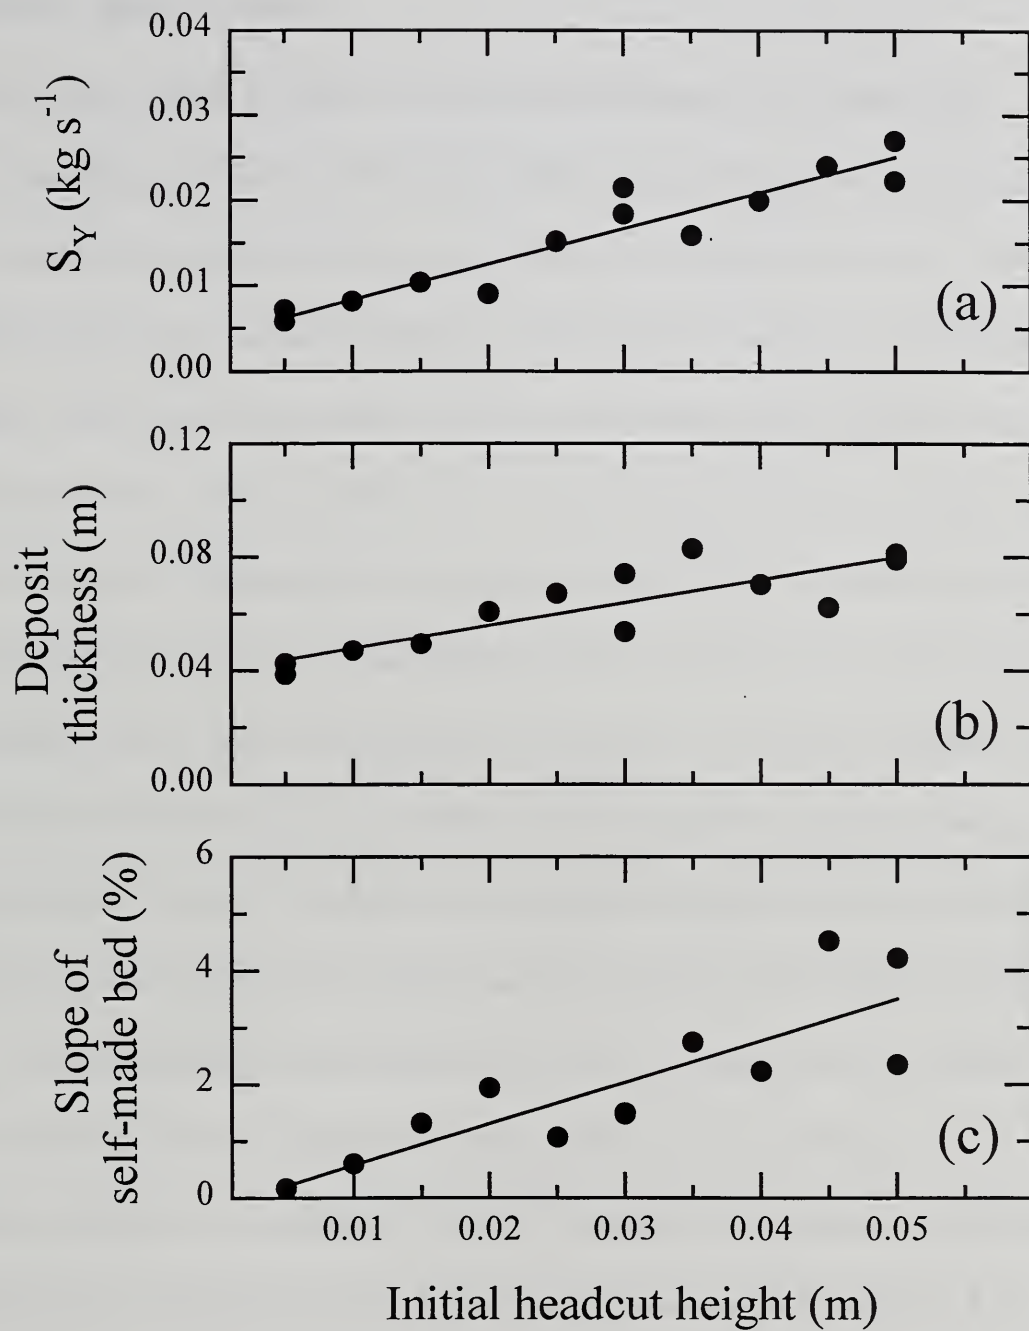 0.04
0.03
0.02
0.01
0.00
S_Y (kg s⁻¹)
(a)
0.12
0.08
0.04
0.00
Deposit
thickness (m)
(b)
6
4
2
0
Slope of
self-made bed (%)
(c)
0.01 0.02 0.03 0.04 0.05
Initial headcut height (m)